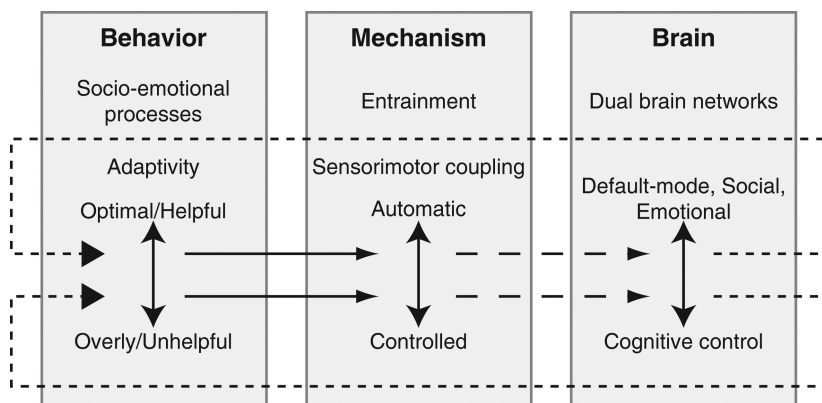 Behavior
Mechanism
Brain
Socio-emotional
processes
Entrainment
Dual brain networks
Adaptivity
Sensorimotor coupling
Optimal/Helpful
Automatic
Default-mode, Social,
Emotional
Overly/Unhelpful
Controlled
Cognitive control